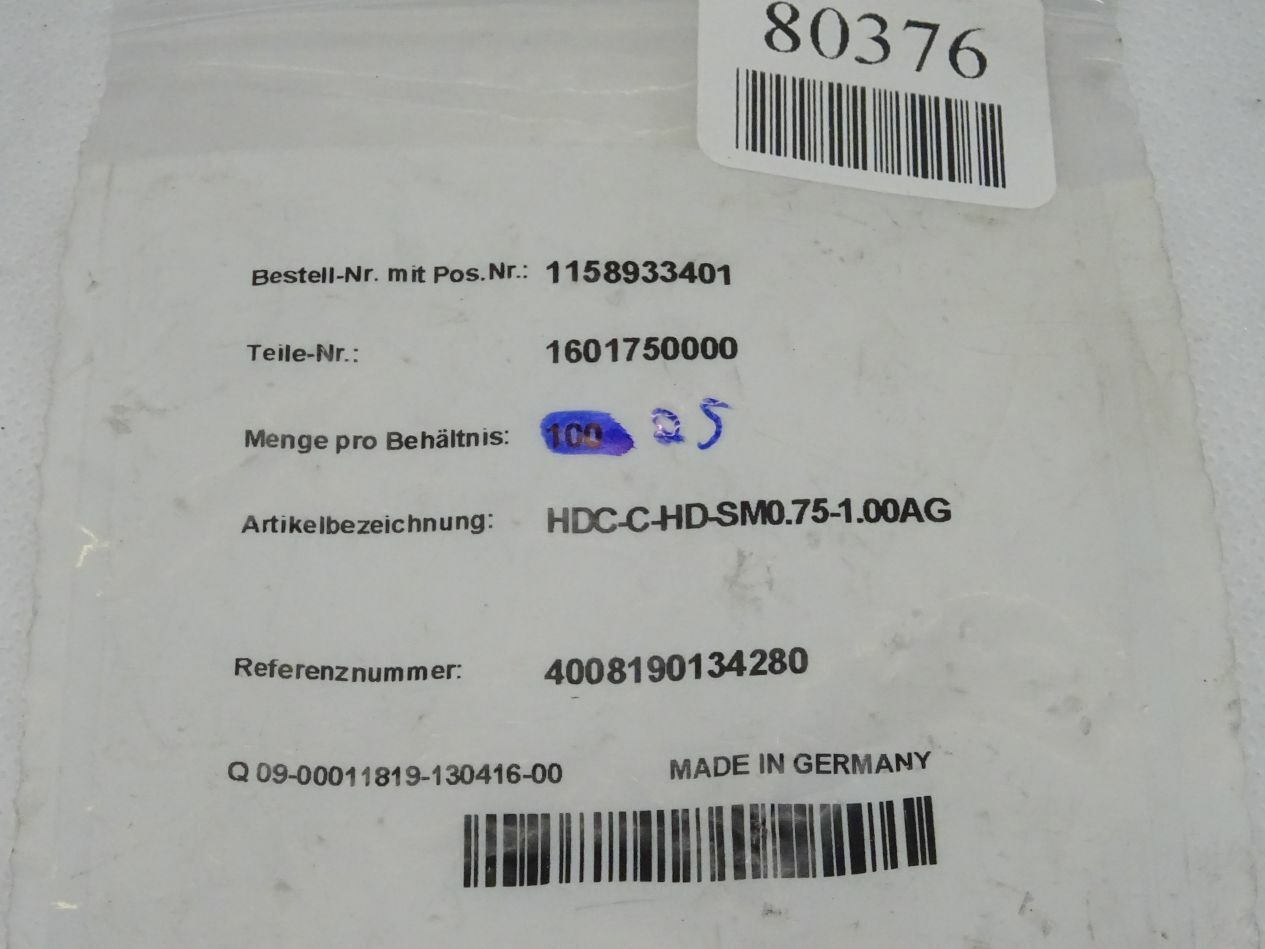 80376
Bestell-Nr. mit Pos.Nr.: 1158933401
Teile-Nr.: 1601750000
Menge pro Behältnis: 100 25
Artikelbezeichnung: HDC-C-HD-SM0.75-1.00AG
Referenznummer: 4008190134280
Q 09-00011819-130416-00 MADE IN GERMANY